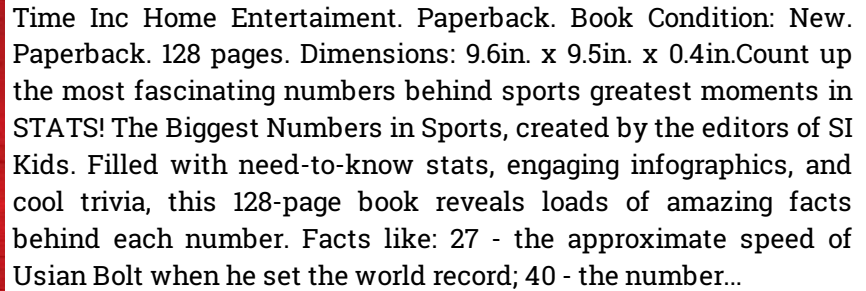 Time Inc Home Entertaiment. Paperback. Book Condition: New.
Paperback. 128 pages. Dimensions: 9.6in. x 9.5in. x 0.4in.Count up
the most fascinating numbers behind sports greatest moments in
STATS! The Biggest Numbers in Sports, created by the editors of SI
Kids. Filled with need-to-know stats, engaging infographics, and
cool trivia, this 128-page book reveals loads of amazing facts
behind each number. Facts like: 27 - the approximate speed of
Usian Bolt when he set the world record; 40 - the number...